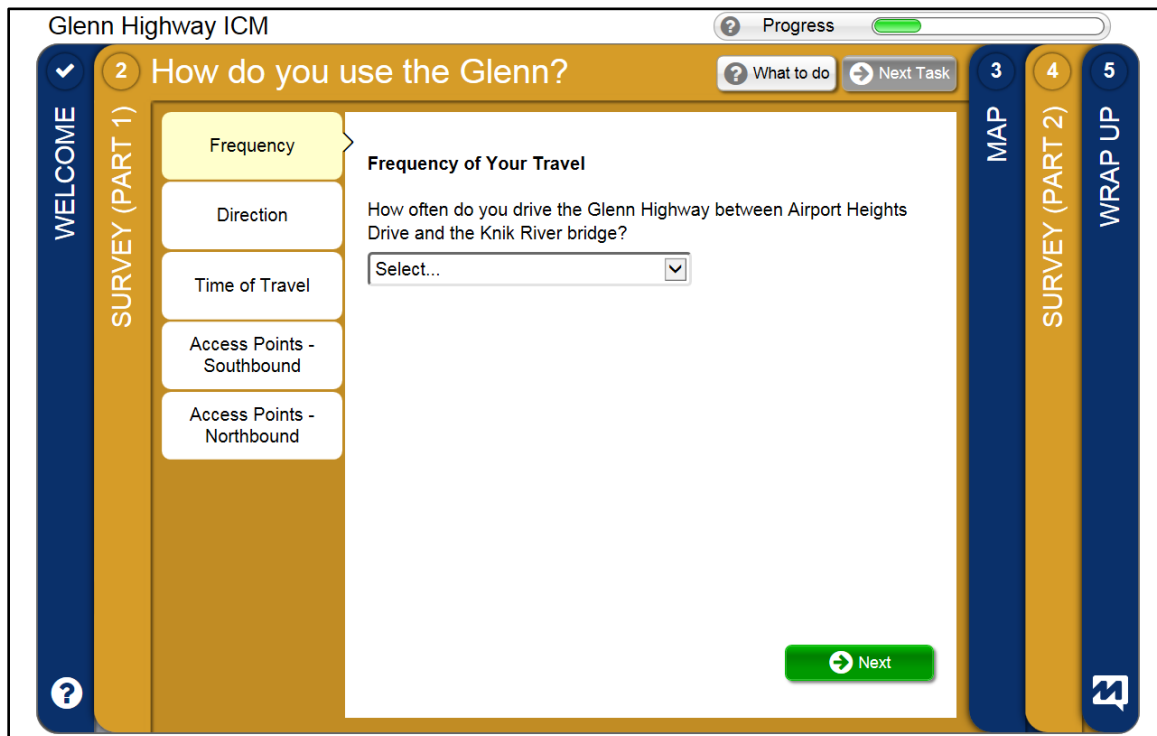 Glenn Highway ICM
? Progress
WELCOME
2
SURVEY (PART 1)
How do you use the Glenn?
? What to do
Next Task
Frequency
Direction
Time of Travel
Access Points -
Southbound
Access Points -
Northbound
Frequency of Your Travel
How often do you drive the Glenn Highway between Airport Heights
Drive and the Knik River bridge?
Select...
Next
3
MAP
4
SURVEY (PART 2)
5
WRAP UP
?